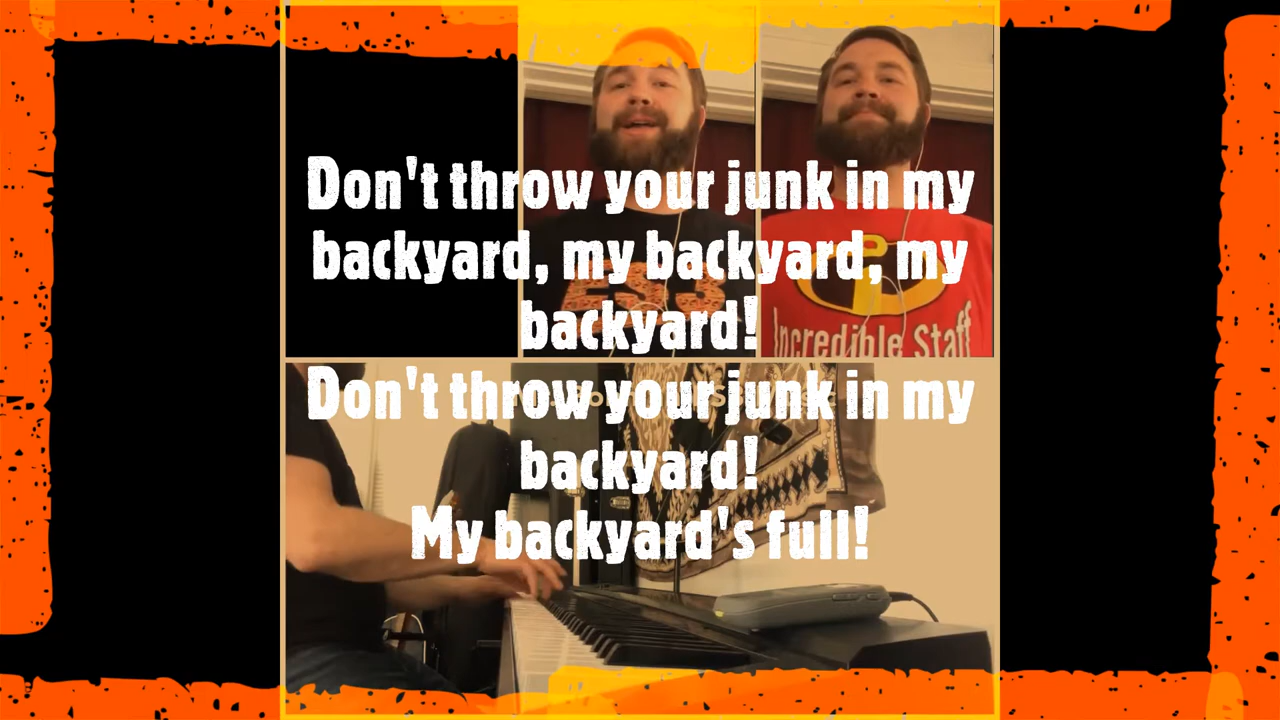 Don't throw your junk in my
backyard, my backyard, my
backyard!
Don't throw your junk in my
backyard!
My backyard's full!
Incredible Staff